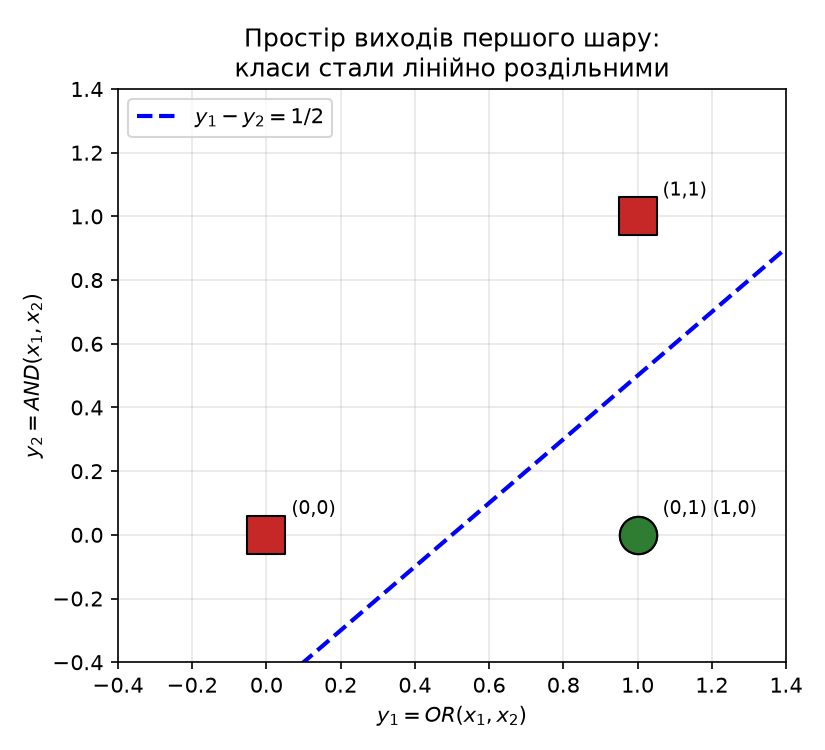 Простір виходів першого шару:
класи стали лінійно роздільними
1.4
y₁ − y₂ = 1/2
1.2
(1,1)
1.0
0.8
y₂ = AND(x₁, x₂)
0.6
0.4
0.2
(0,0)
(0,1) (1,0)
0.0
−0.2
−0.4
−0.4 −0.2 0.0 0.2 0.4 0.6 0.8 1.0 1.2 1.4
y₁ = OR(x₁, x₂)